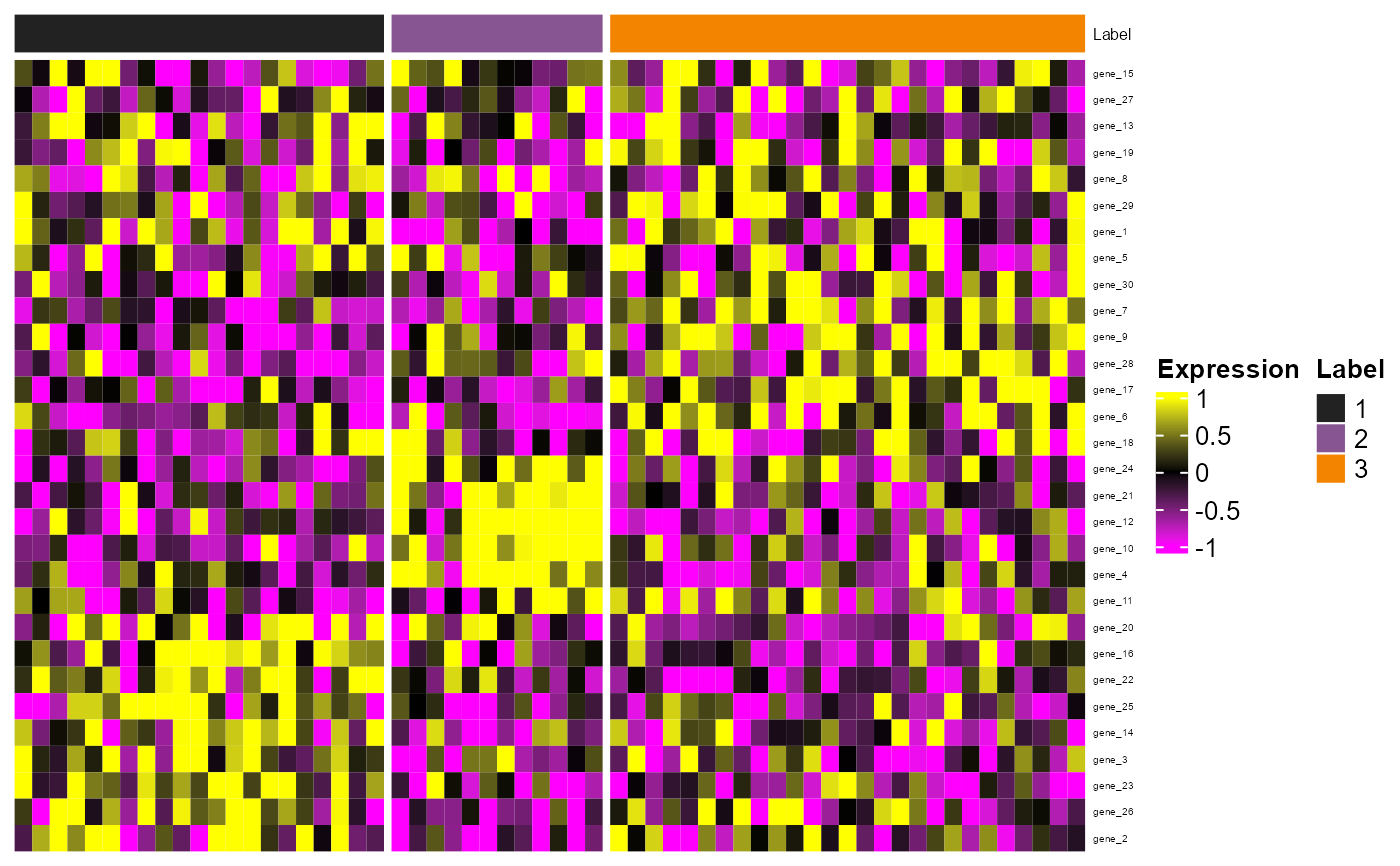 Label
gene_15
gene_27
gene_13
gene_19
gene_8
gene_29
gene_1
gene_5
gene_30
gene_7
gene_9
gene_28
gene_17
gene_6
gene_18
gene_24
gene_21
gene_12
gene_10
gene_4
gene_11
gene_20
gene_16
gene_22
gene_25
gene_14
gene_3
gene_23
gene_26
gene_2
Expression
1
0.5
0
-0.5
-1
Label
1
2
3